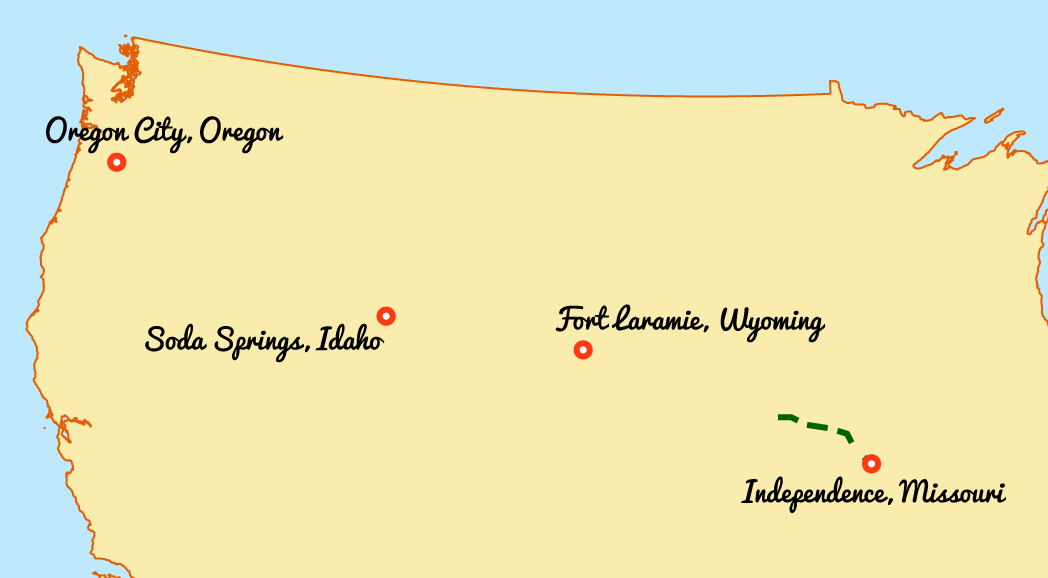 Oregon City, Oregon
Fort Laramie, Wyoming
Soda Springs, Idaho
Independence, Missouri